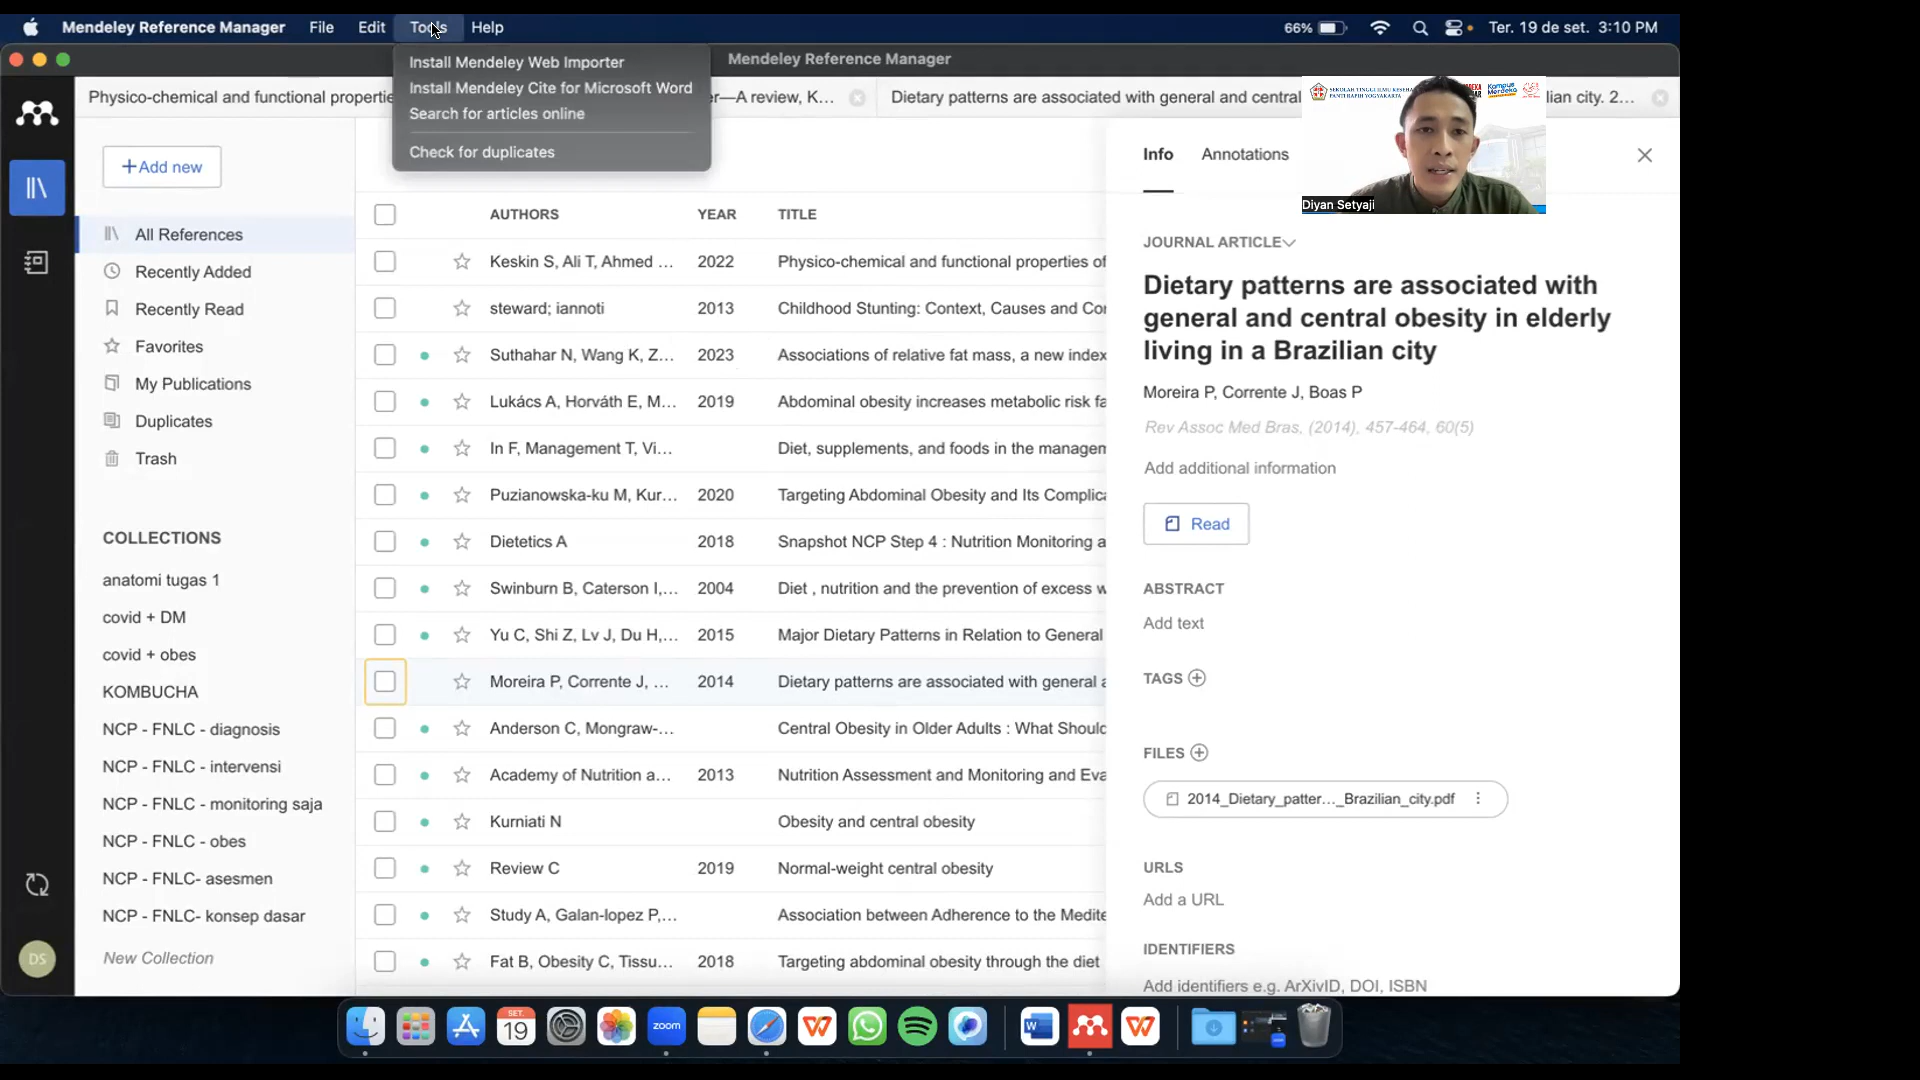 Mendeley Reference Manager File Edit Tools Help
66% Ter. 19 de set. 3:10 PM
Mendeley Reference Manager
Install Mendeley Web Importer
Install Mendeley Cite for Microsoft Word
Search for articles online
Check for duplicates
Physico-chemical and functional propertie
r—A review, K...
Dietary patterns are associated with general and central
lian city. 2...
SEKOLAH TINGGI ILMU KESEHA
PANTI RAPIH YOGYAKARTA
Kampus
Merdeka
Diyan Setyaji
+Add new
All References
Recently Added
Recently Read
Favorites
My Publications
Duplicates
Trash
COLLECTIONS
anatomi tugas 1
covid + DM
covid + obes
KOMBUCHA
NCP - FNLC - diagnosis
NCP - FNLC - intervensi
NCP - FNLC - monitoring saja
NCP - FNLC - obes
NCP - FNLC- asesmen
NCP - FNLC- konsep dasar
New Collection
DS
AUTHORS YEAR TITLE
Keskin S, Ali T, Ahmed ... 2022 Physico-chemical and functional properties of
steward; iannoti 2013 Childhood Stunting: Context, Causes and Cor
Suthahar N, Wang K, Z... 2023 Associations of relative fat mass, a new index
Lukács A, Horváth E, M... 2019 Abdominal obesity increases metabolic risk fa
In F, Management T, Vi... Diet, supplements, and foods in the managem
Puzianowska-ku M, Kur... 2020 Targeting Abdominal Obesity and Its Complica
Dietetics A 2018 Snapshot NCP Step 4 : Nutrition Monitoring a
Swinburn B, Caterson I,... 2004 Diet , nutrition and the prevention of excess w
Yu C, Shi Z, Lv J, Du H,... 2015 Major Dietary Patterns in Relation to General
Moreira P, Corrente J, ... 2014 Dietary patterns are associated with general a
Anderson C, Mongraw-... Central Obesity in Older Adults : What Should
Academy of Nutrition a... 2013 Nutrition Assessment and Monitoring and Eva
Kurniati N Obesity and central obesity
Review C 2019 Normal-weight central obesity
Study A, Galan-lopez P,... Association between Adherence to the Medite
Fat B, Obesity C, Tissu... 2018 Targeting abdominal obesity through the diet
Info Annotations
JOURNAL ARTICLE
Dietary patterns are associated with
general and central obesity in elderly
living in a Brazilian city
Moreira P, Corrente J, Boas P
Rev Assoc Med Bras, (2014), 457-464, 60(5)
Add additional information
Read
ABSTRACT
Add text
TAGS
FILES
2014_Dietary_patter..._Brazilian_city.pdf
URLS
Add a URL
IDENTIFIERS
Add identifiers e.g. ArXivID, DOI, ISBN
SET.
19
zoom
W